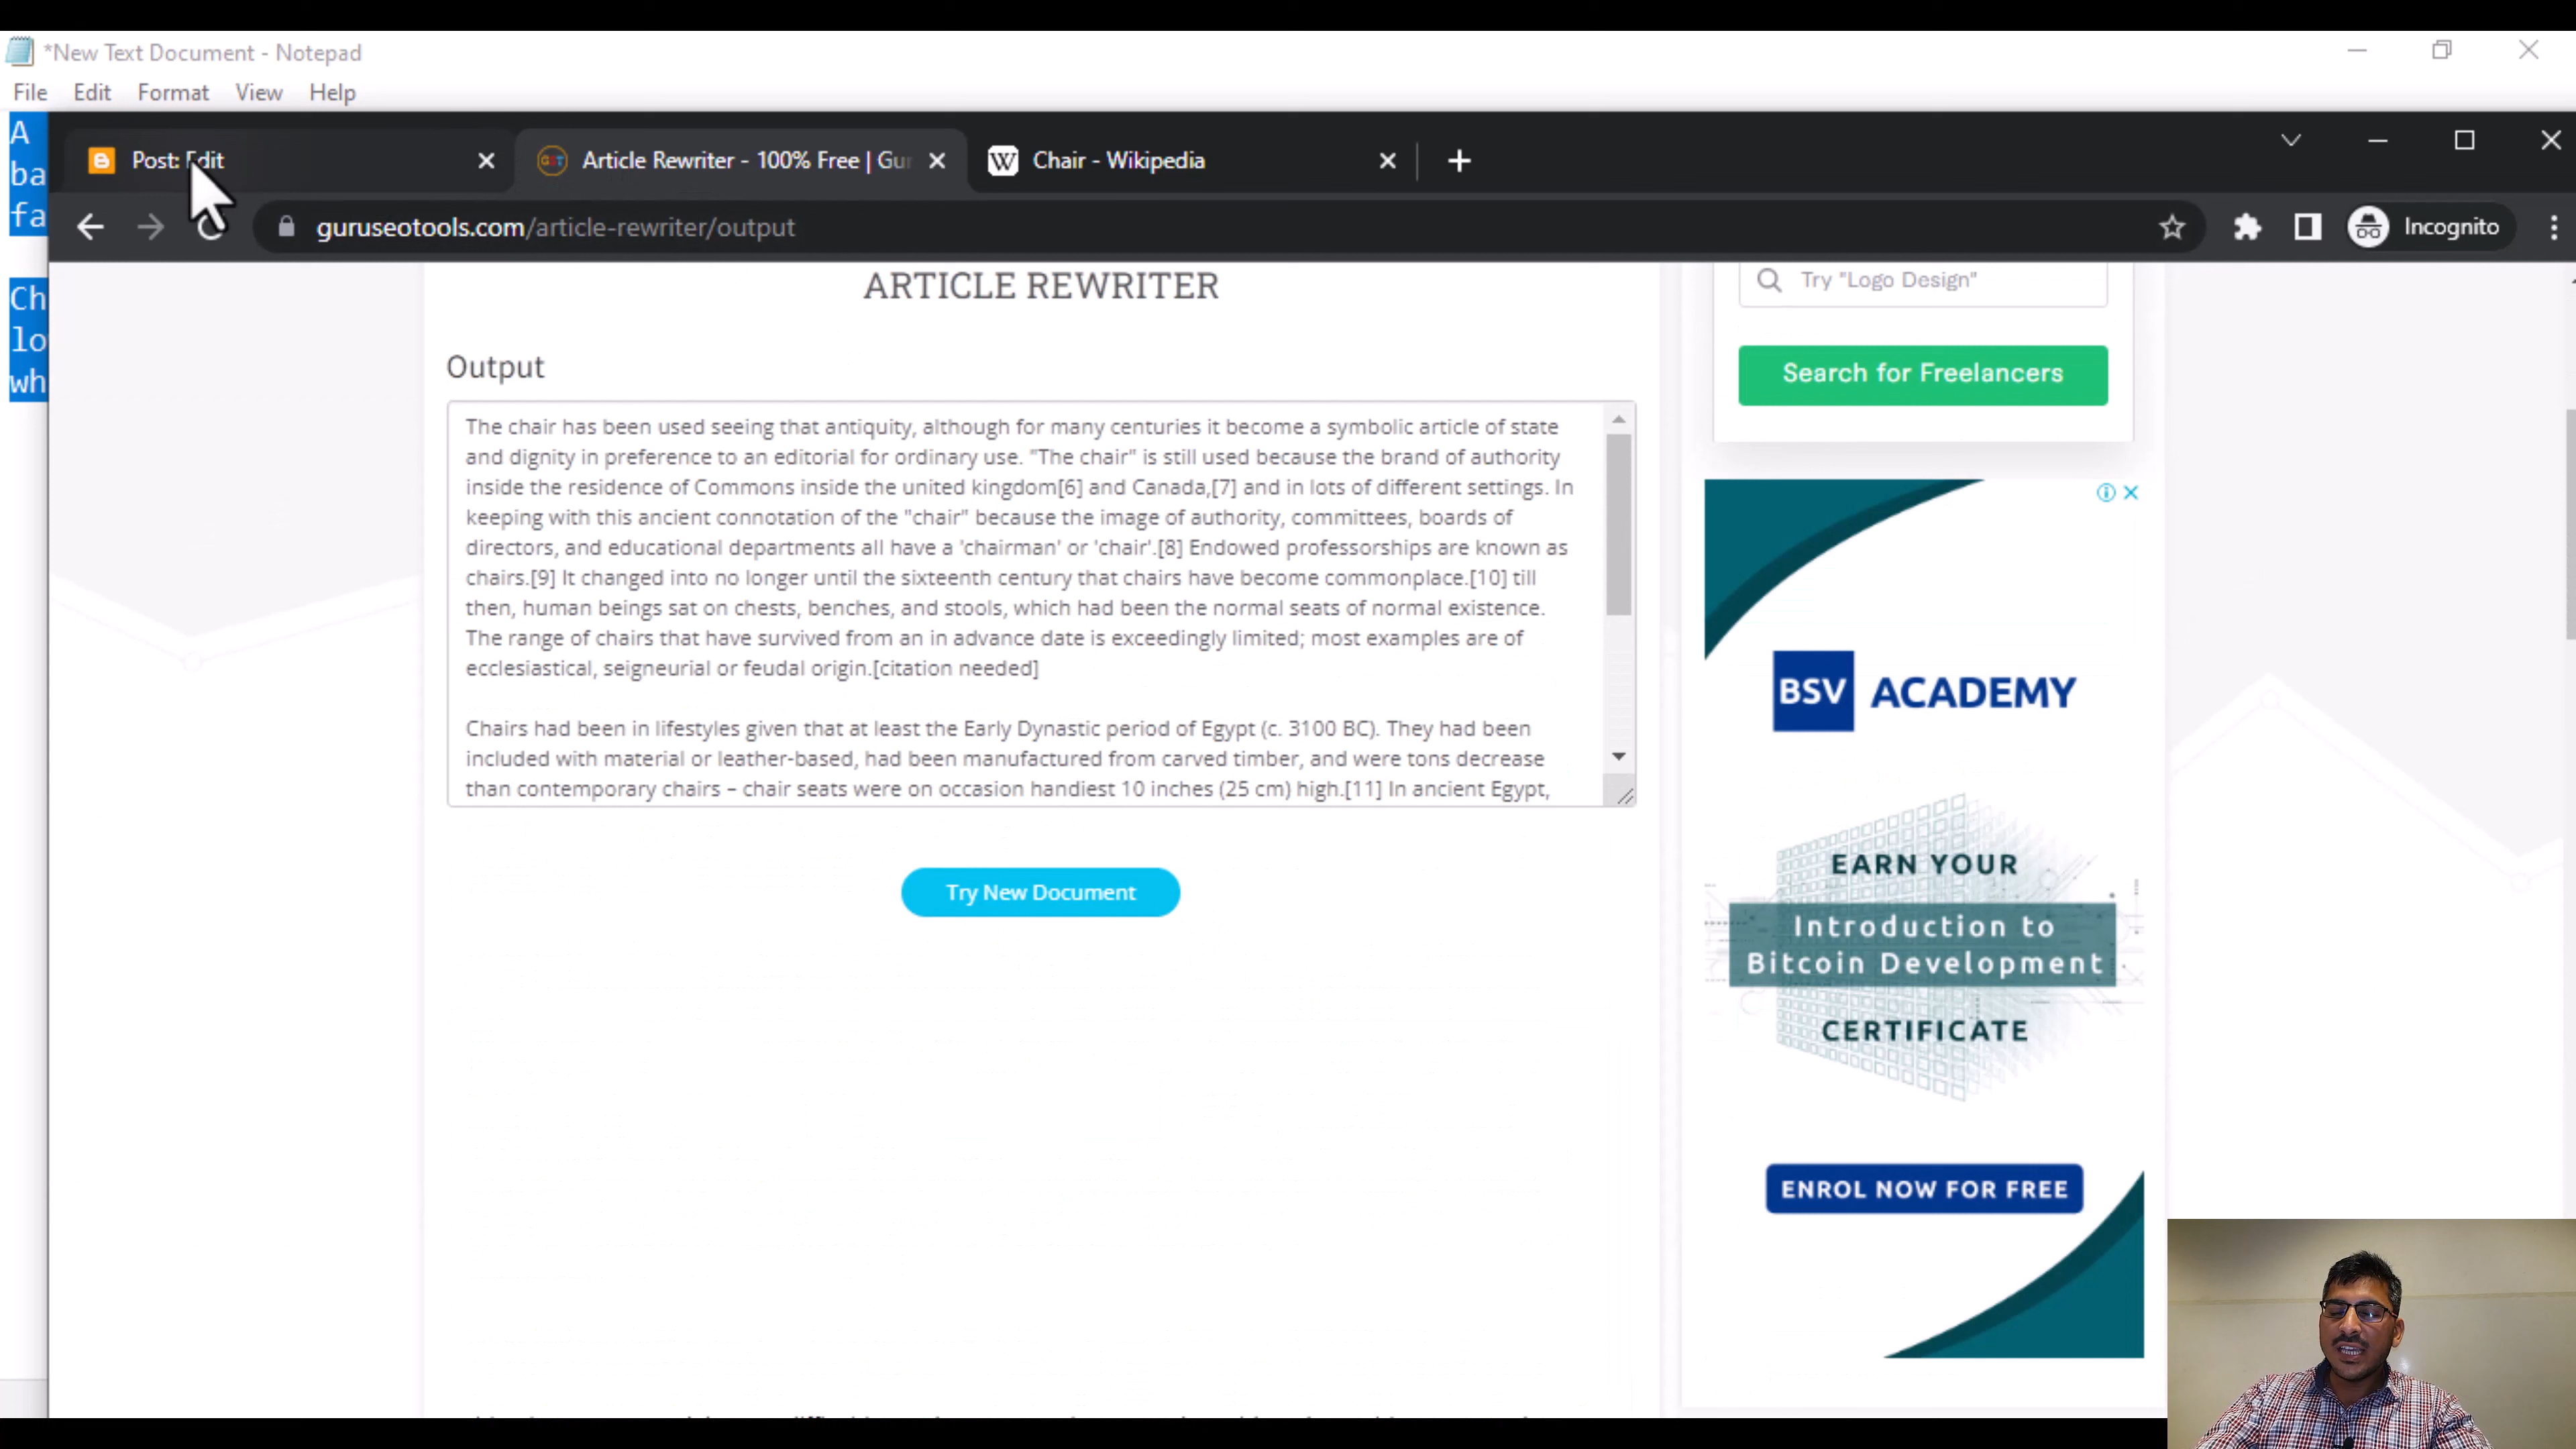 *New Text Document - Notepad
File Edit Format View Help
A
ba
fa
Ch
lo
wh
Post: Edit
Article Rewriter - 100% Free | Gur
Chair - Wikipedia
guruseotools.com/article-rewriter/output
Incognito
ARTICLE REWRITER
Output
The chair has been used seeing that antiquity, although for many centuries it become a symbolic article of state
and dignity in preference to an editorial for ordinary use. "The chair" is still used because the brand of authority
inside the residence of Commons inside the united kingdom[6] and Canada,[7] and in lots of different settings. In
keeping with this ancient connotation of the "chair" because the image of authority, committees, boards of
directors, and educational departments all have a 'chairman' or 'chair'.[8] Endowed professorships are known as
chairs.[9] It changed into no longer until the sixteenth century that chairs have become commonplace.[10] till
then, human beings sat on chests, benches, and stools, which had been the normal seats of normal existence.
The range of chairs that have survived from an in advance date is exceedingly limited; most examples are of
ecclesiastical, seigneurial or feudal origin.[citation needed]
Chairs had been in lifestyles given that at least the Early Dynastic period of Egypt (c. 3100 BC). They had been
included with material or leather-based, had been manufactured from carved timber, and were tons decrease
than contemporary chairs – chair seats were on occasion handiest 10 inches (25 cm) high.[11] In ancient Egypt,
Try New Document
Try "Logo Design"
Search for Freelancers
BSV ACADEMY
EARN YOUR
Introduction to
Bitcoin Development
CERTIFICATE
ENROL NOW FOR FREE